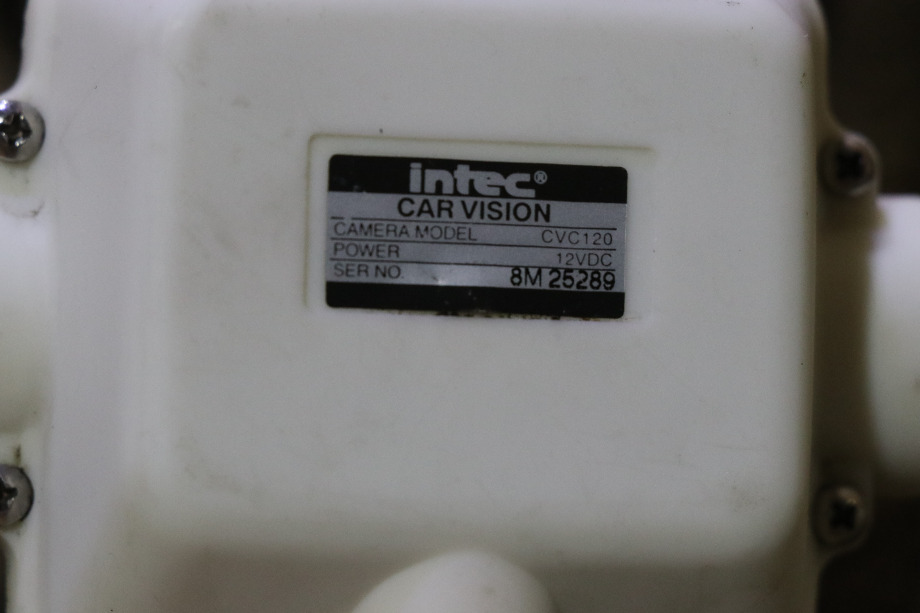 intec®
CAR VISION
CAMERA MODEL CVC120
POWER 12VDC
SER NO. 8M 25289